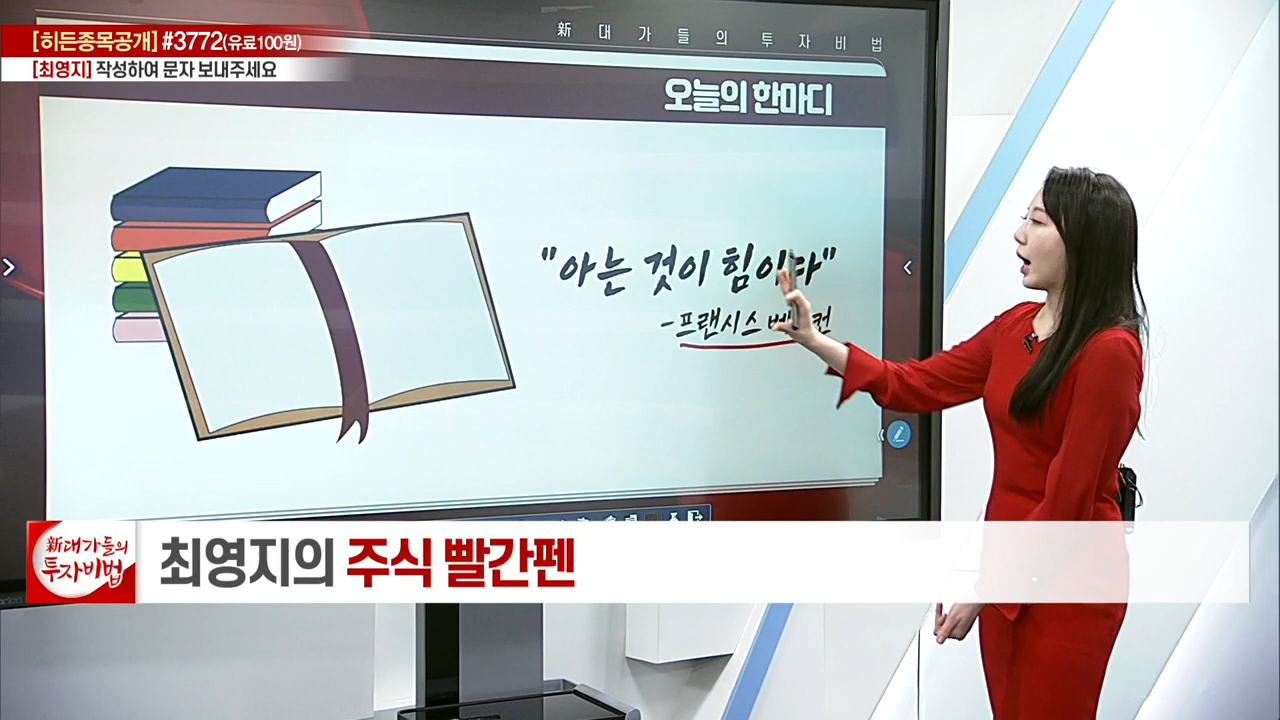 [히든종목공개] #3772(유료100원)
[최영지] 작성하여 문자 보내주세요
新 대가들의 투자비법
오늘의 한마디
"아는 것이 힘이다"
-프랜시스 베이컨
新대가들의
투자비법
최영지의 주식 빨간펜